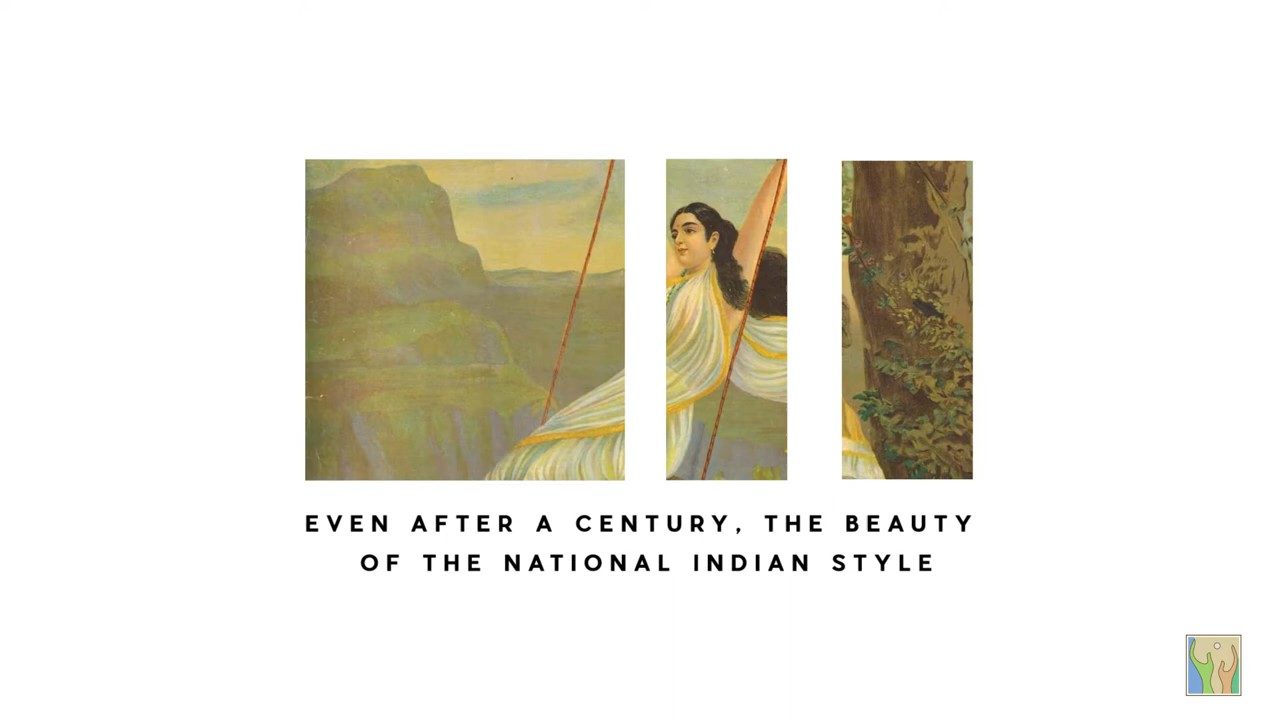 EVEN AFTER A CENTURY, THE BEAUTY
OF THE NATIONAL INDIAN STYLE